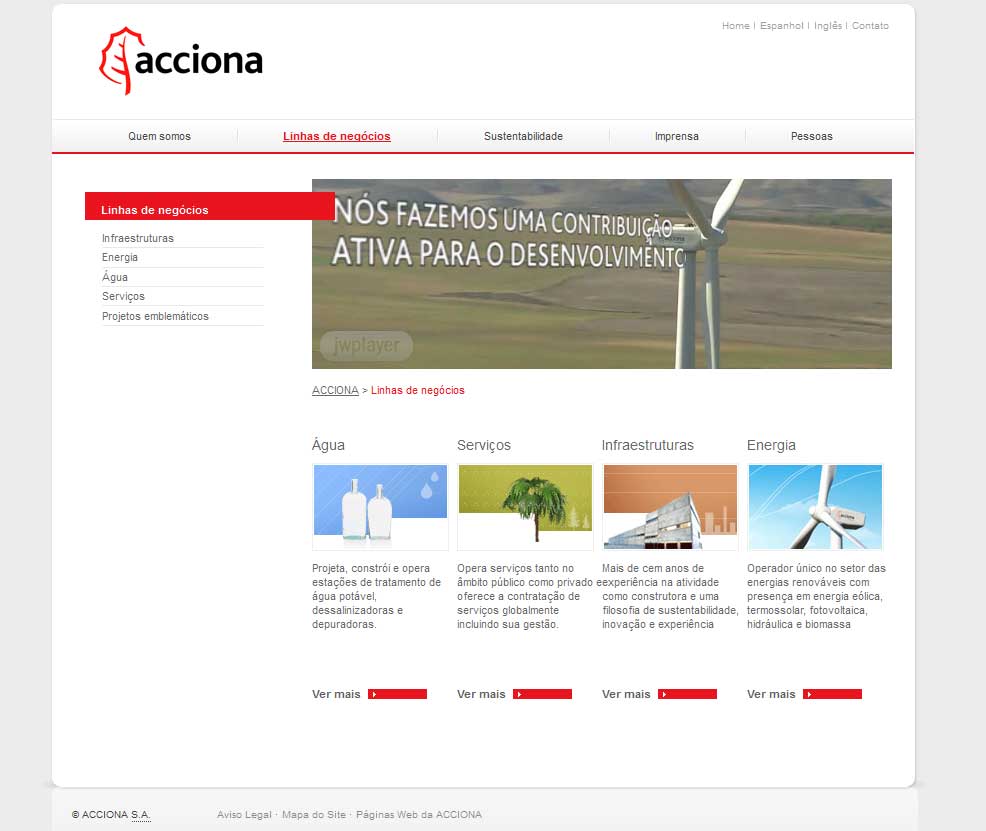 Home | Espanhol | Inglês | Contato
acciona
Quem somos
Linhas de negócios
Sustentabilidade
Imprensa
Pessoas
Linhas de negócios
Infraestruturas
Energia
Água
Serviços
Projetos emblemáticos
NÓS FAZEMOS UMA CONTRIBUIÇÃO
ATIVA PARA O DESENVOLVIMENTO
jwplayer
ACCIONA > Linhas de negócios
Água
Projeta, constrói e opera
estações de tratamento de
água potável,
dessalinizadoras e
depuradoras.
Ver mais
Serviços
Opera serviços tanto no
âmbito público como privado e
oferece a contratação de
serviços globalmente
incluindo sua gestão.
Ver mais
Infraestruturas
Mais de cem anos de
experiência na atividade
como construtora e uma
filosofia de sustentabilidade,
inovação e experiência
Ver mais
Energia
acciona
Operador único no setor das
energias renováveis com
presença em energia eólica,
termossolar, fotovoltaica,
hidráulica e biomassa
Ver mais
© ACCIONA S.A.
Aviso Legal · Mapa do Site · Páginas Web da ACCIONA